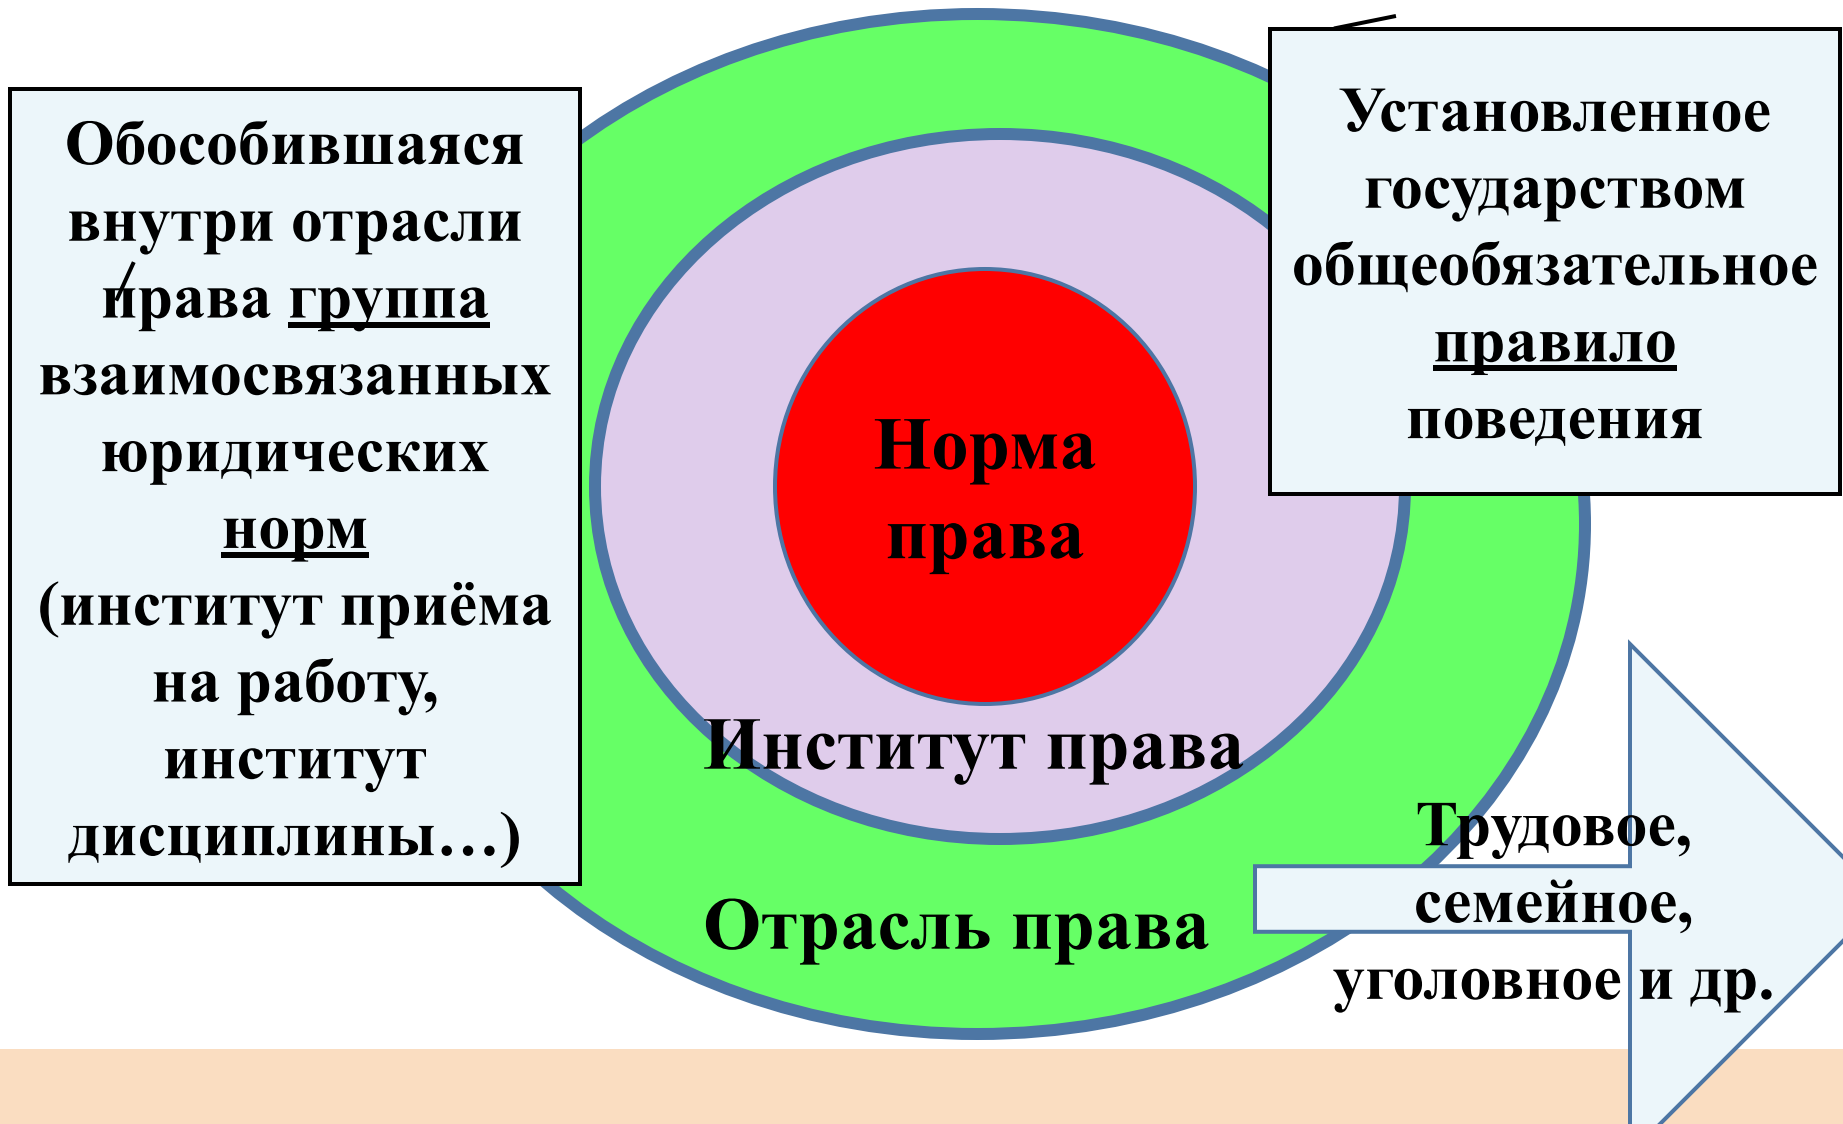 Обособившаяся
внутри отрасли
права группа
взаимосвязанных
юридических
норм
(институт приёма
на работу,
институт
дисциплины…)
Установленное
государством
общеобязательное
правило
поведения
Норма
права
Институт права
Отрасль права
Трудовое,
семейное,
уголовное и др.